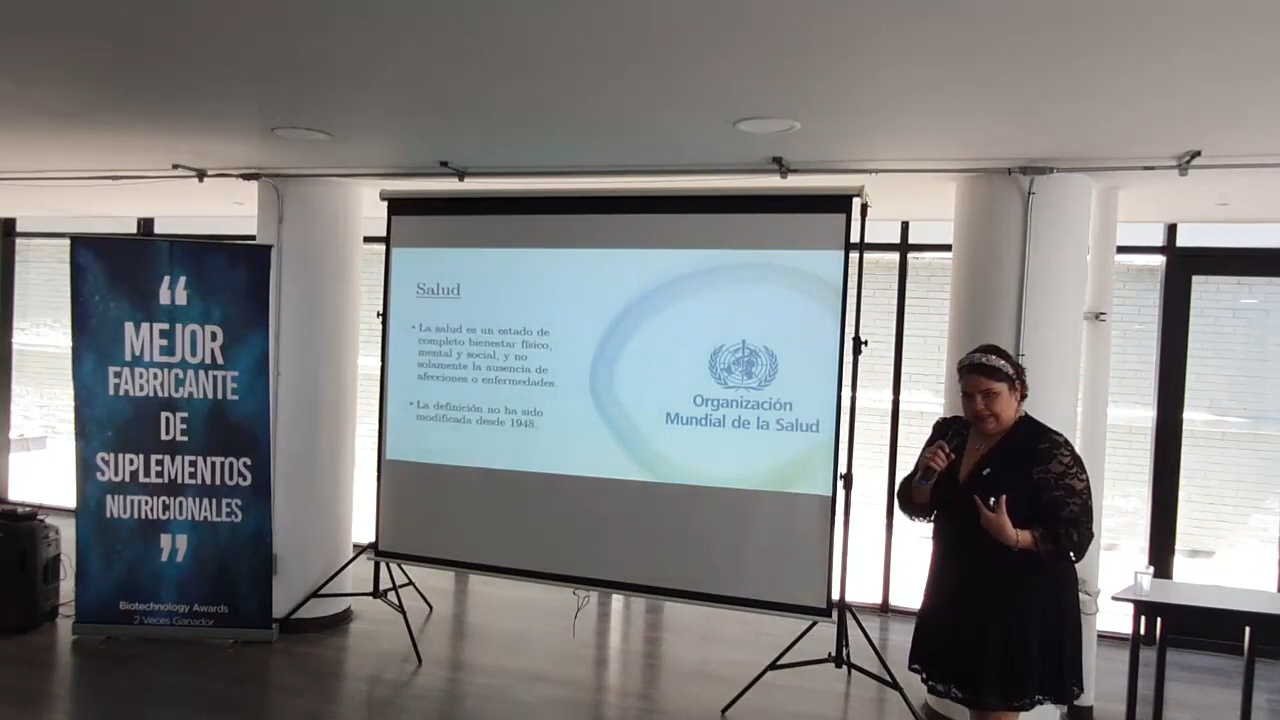 “
MEJOR
FABRICANTE
DE
SUPLEMENTOS
NUTRICIONALES
”
Biotechnology Awards
2 Veces Ganador
Salud
• La salud es un estado de
completo bienestar físico,
mental y social, y no
solamente la ausencia de
afecciones o enfermedades.
• La definición no ha sido
modificada desde 1948.
Organización
Mundial de la Salud